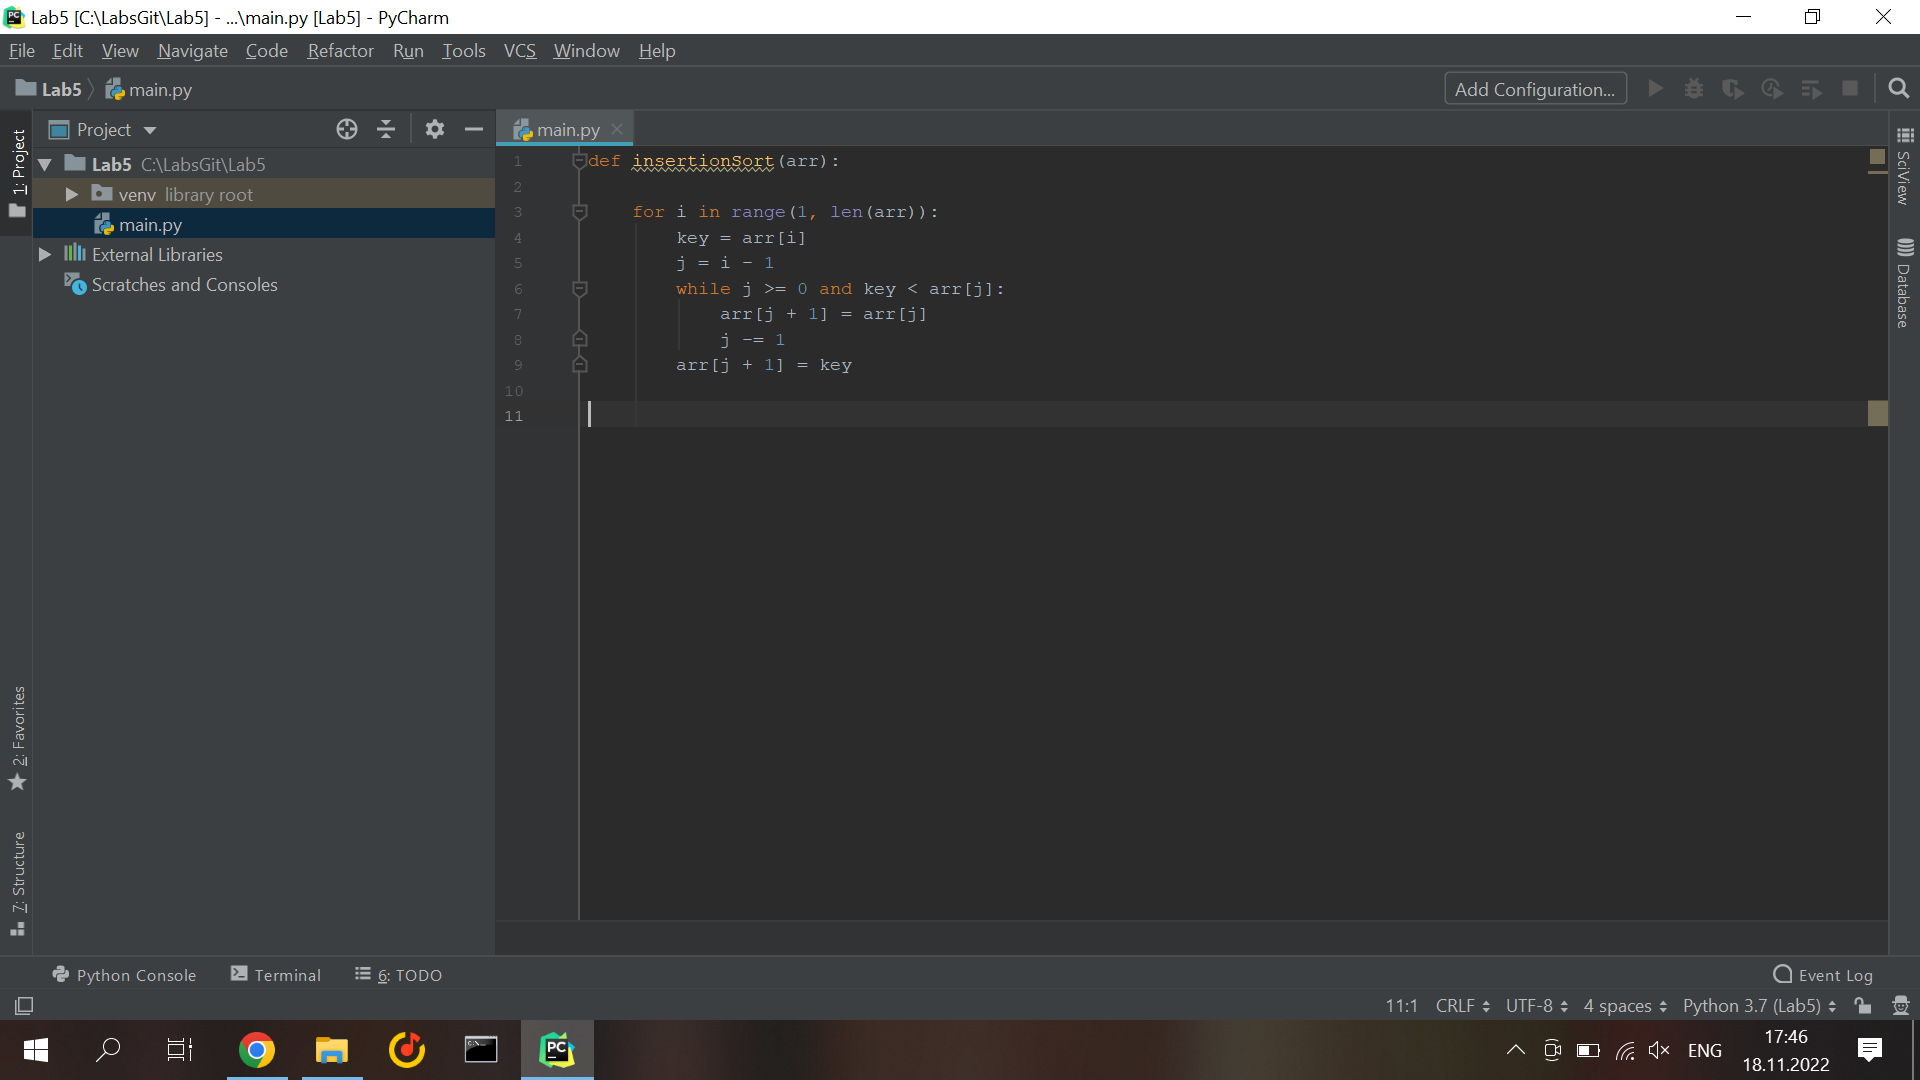 Lab5 [C:\LabsGit\Lab5] - ...\main.py [Lab5] - PyCharm
File Edit View Navigate Code Refactor Run Tools VCS Window Help
Lab5 main.py Add Configuration...
1: Project
Project
Lab5 C:\LabsGit\Lab5
venv library root
main.py
External Libraries
Scratches and Consoles
2: Favorites
7: Structure
main.py
1 def insertionSort(arr):
2
3 for i in range(1, len(arr)):
4 key = arr[i]
5 j = i - 1
6 while j >= 0 and key < arr[j]:
7 arr[j + 1] = arr[j]
8 j -= 1
9 arr[j + 1] = key
10
11
SciView
Database
Python Console Terminal 6: TODO Event Log
11:1 CRLF UTF-8 4 spaces Python 3.7 (Lab5)
PC
ENG
17:46
18.11.2022